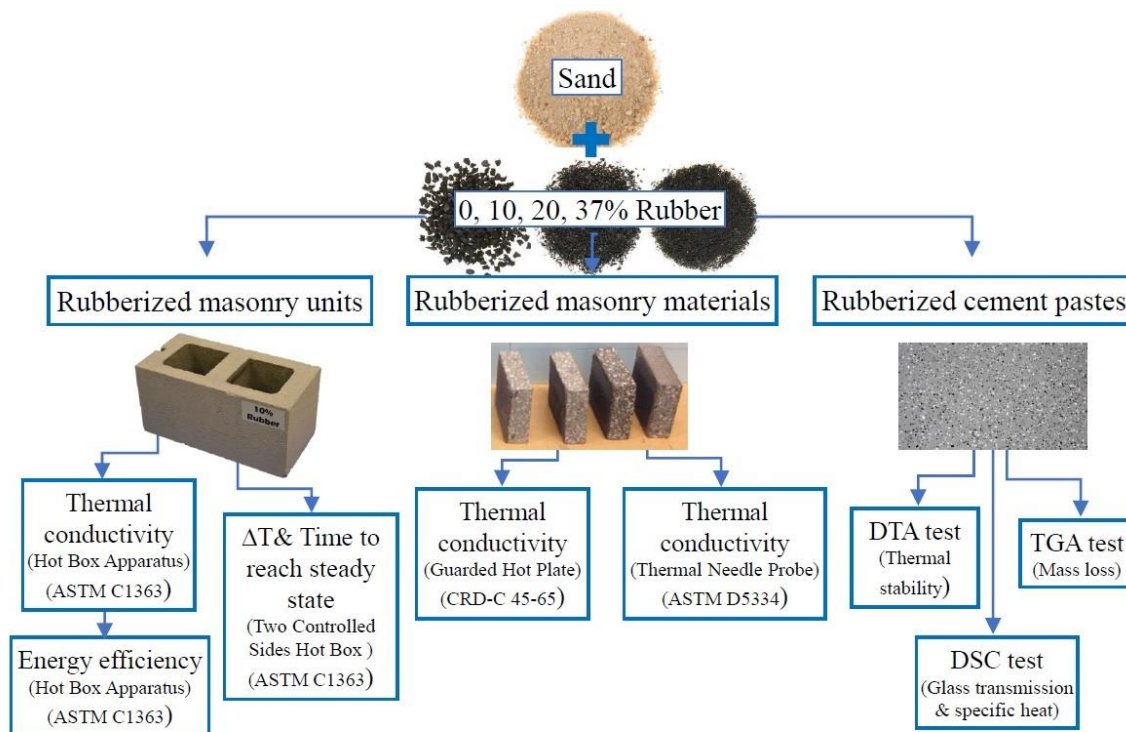 Sand
0, 10, 20, 37% Rubber
Rubberized masonry units
Rubberized masonry materials
Rubberized cement pastes
10%
Rubber
Thermal
conductivity
(Hot Box Apparatus)
(ASTM C1363)
Energy efficiency
(Hot Box Apparatus)
(ASTM C1363)
ΔT& Time to
reach steady
state
(Two Controlled
Sides Hot Box )
(ASTM C1363)
Thermal
conductivity
(Guarded Hot Plate)
(CRD-C 45-65)
Thermal
conductivity
(Thermal Needle Probe)
(ASTM D5334)
DTA test
(Thermal
stability)
DSC test
(Glass transmission
& specific heat)
TGA test
(Mass loss)